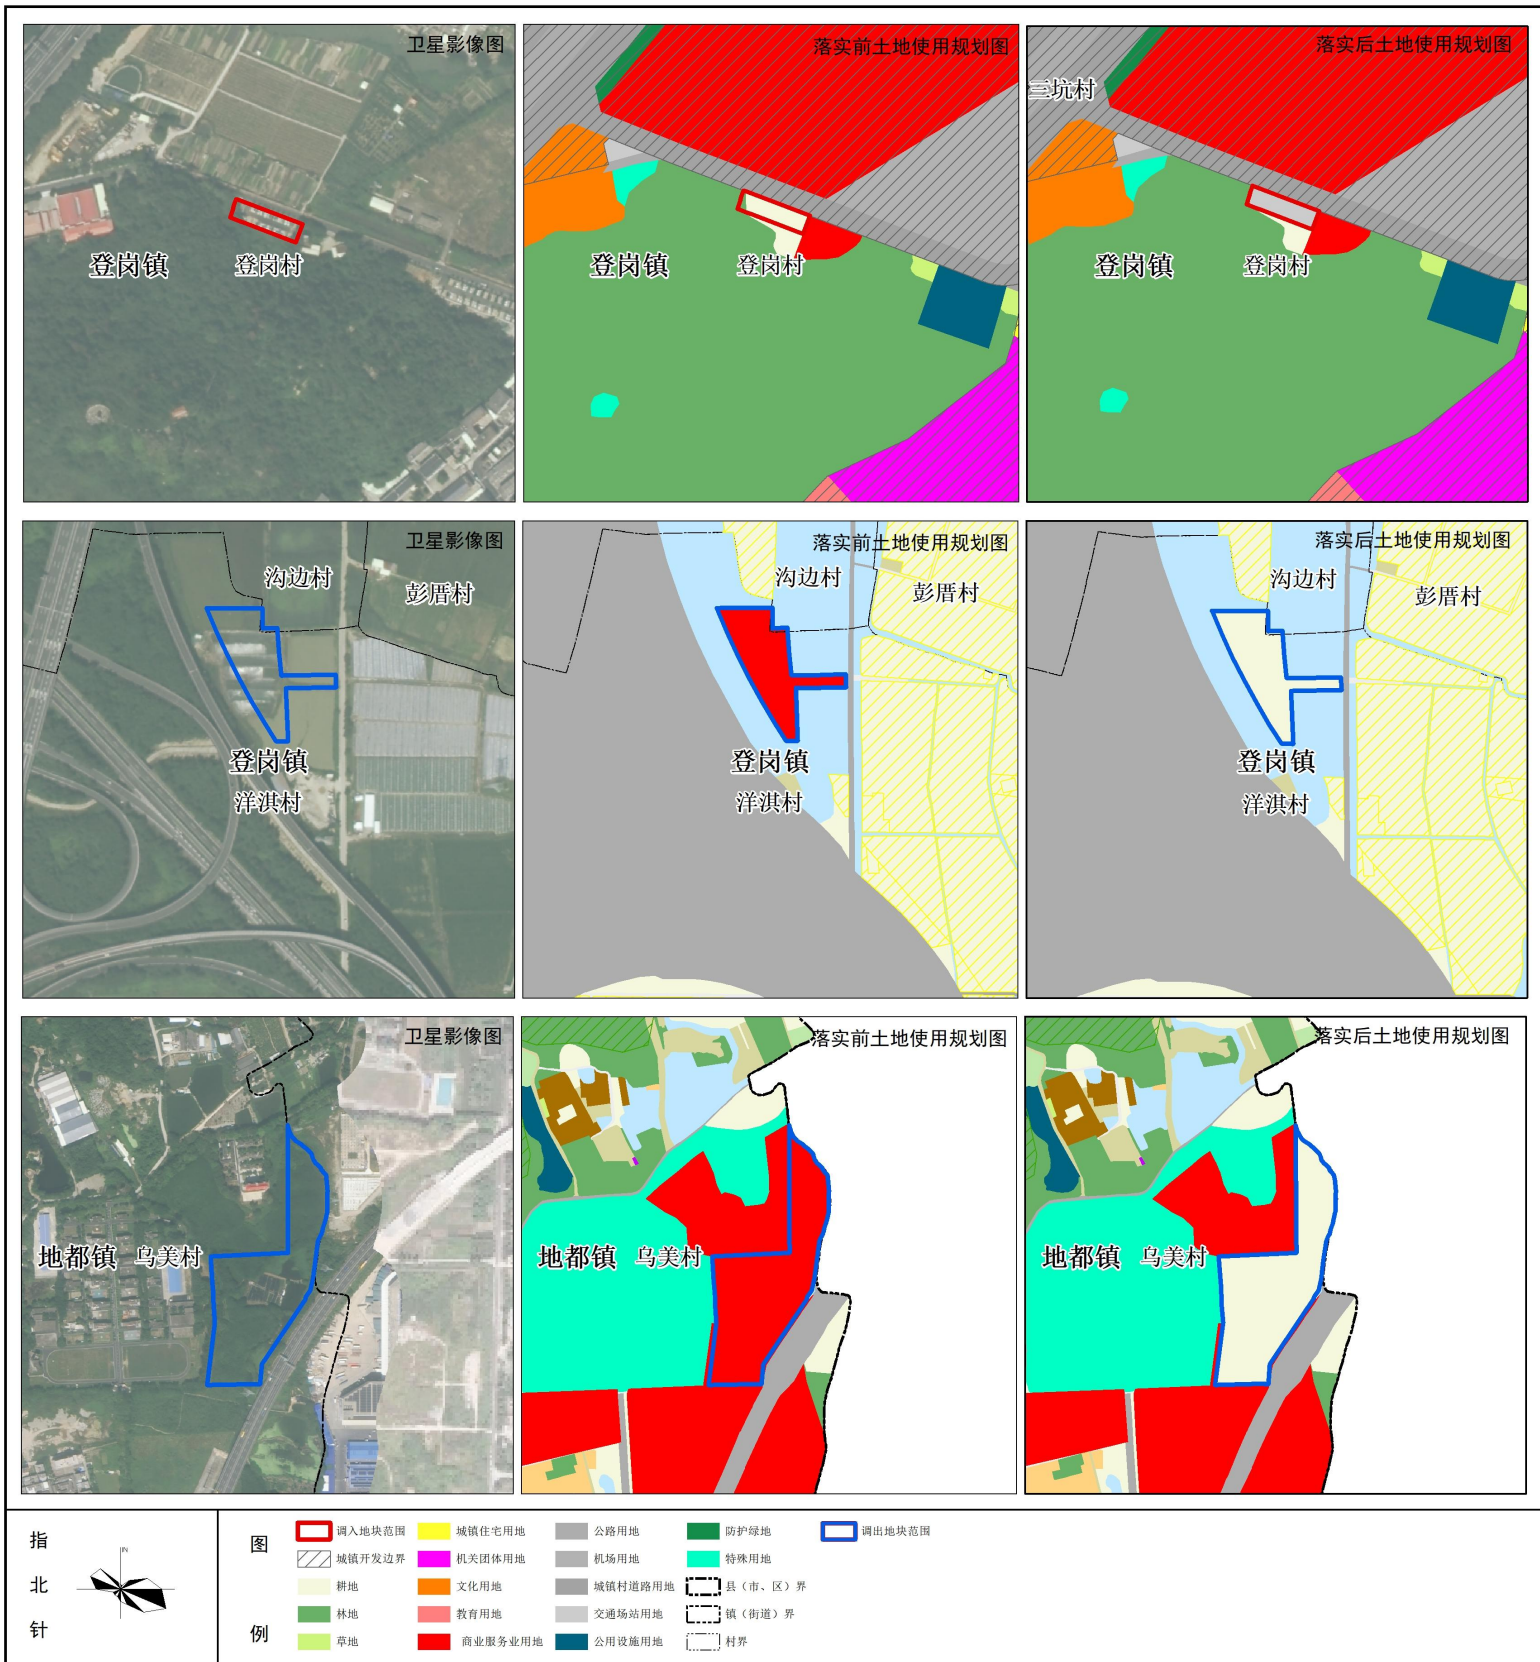 卫星影像图
登岗镇 登岗村
落实前土地使用规划图
登岗镇 登岗村
落实后土地使用规划图
三坑村
登岗镇 登岗村
卫星影像图
沟边村
彭厝村
登岗镇
洋淇村
落实前土地使用规划图
沟边村
彭厝村
登岗镇
洋淇村
落实后土地使用规划图
沟边村
彭厝村
登岗镇
洋淇村
卫星影像图
地都镇 乌美村
落实前土地使用规划图
地都镇 乌美村
落实后土地使用规划图
地都镇 乌美村
指
北
针
N
图
例
调入地块范围
城镇开发边界
耕地
林地
草地
城镇住宅用地
机关团体用地
文化用地
教育用地
商业服务业用地
公路用地
机场用地
城镇村道路用地
交通场站用地
公用设施用地
防护绿地
特殊用地
县（市、区）界
镇（街道）界
村界
调出地块范围